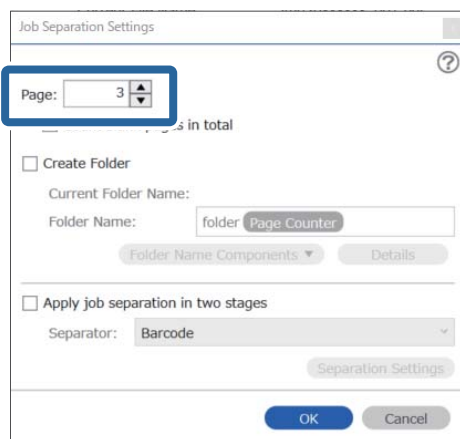 Job Separation Settings
?
Page: 3
pages in total
Create Folder
Current Folder Name:
Folder Name: folder Page Counter
Folder Name Components ▼ Details
Apply job separation in two stages
Separator: Barcode
Separation Settings
OK Cancel